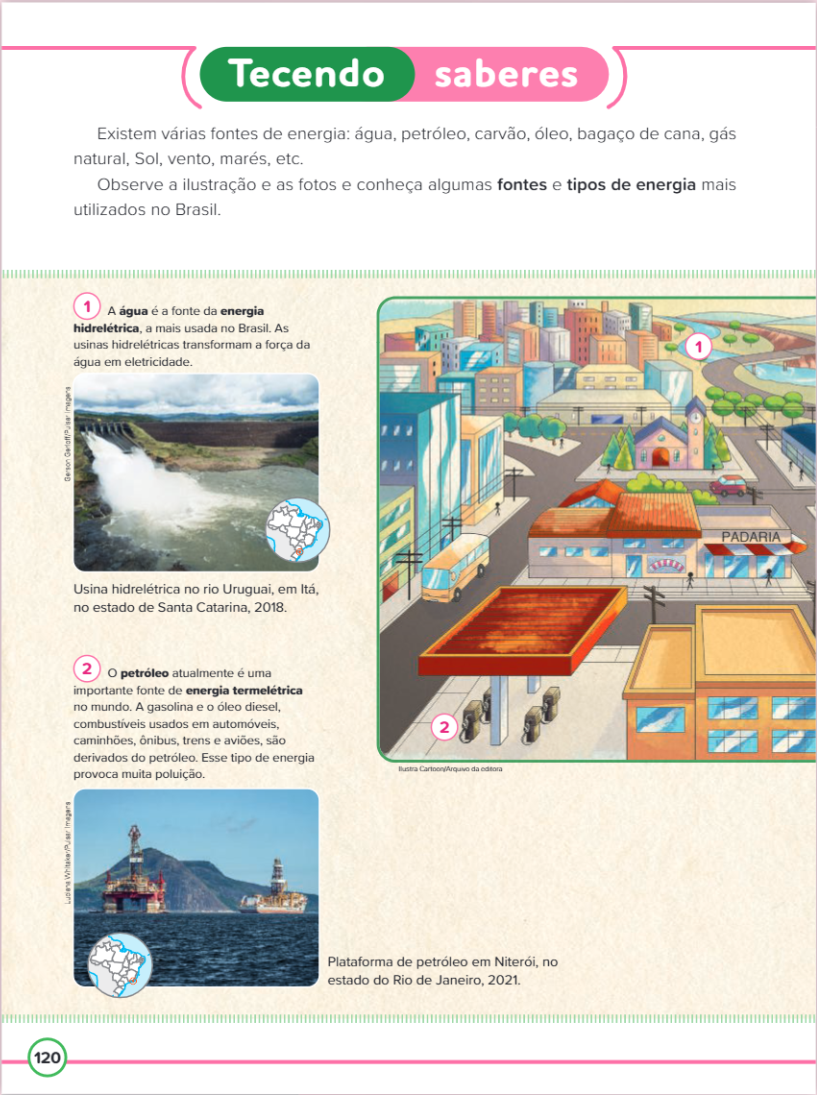 Tecendo saberes
Existem várias fontes de energia: água, petróleo, carvão, óleo, bagaço de cana, gás
natural, Sol, vento, marés, etc.
Observe a ilustração e as fotos e conheça algumas fontes e tipos de energia mais
utilizados no Brasil.
1 A água é a fonte da energia
hidrelétrica, a mais usada no Brasil. As
usinas hidrelétricas transformam a força da
água em eletricidade.
Gerson Gerloff/Pulsar Imagens
Usina hidrelétrica no rio Uruguai, em Itá,
no estado de Santa Catarina, 2018.
2 O petróleo atualmente é uma
importante fonte de energia termelétrica
no mundo. A gasolina e o óleo diesel,
combustíveis usados em automóveis,
caminhões, ônibus, trens e aviões, são
derivados do petróleo. Esse tipo de energia
provoca muita poluição.
Luciana Whitaker/Pulsar Imagens
Plataforma de petróleo em Niterói, no
estado do Rio de Janeiro, 2021.
1
PADARIA
2
Ilustra Cartoon/Arquivo da editora
120